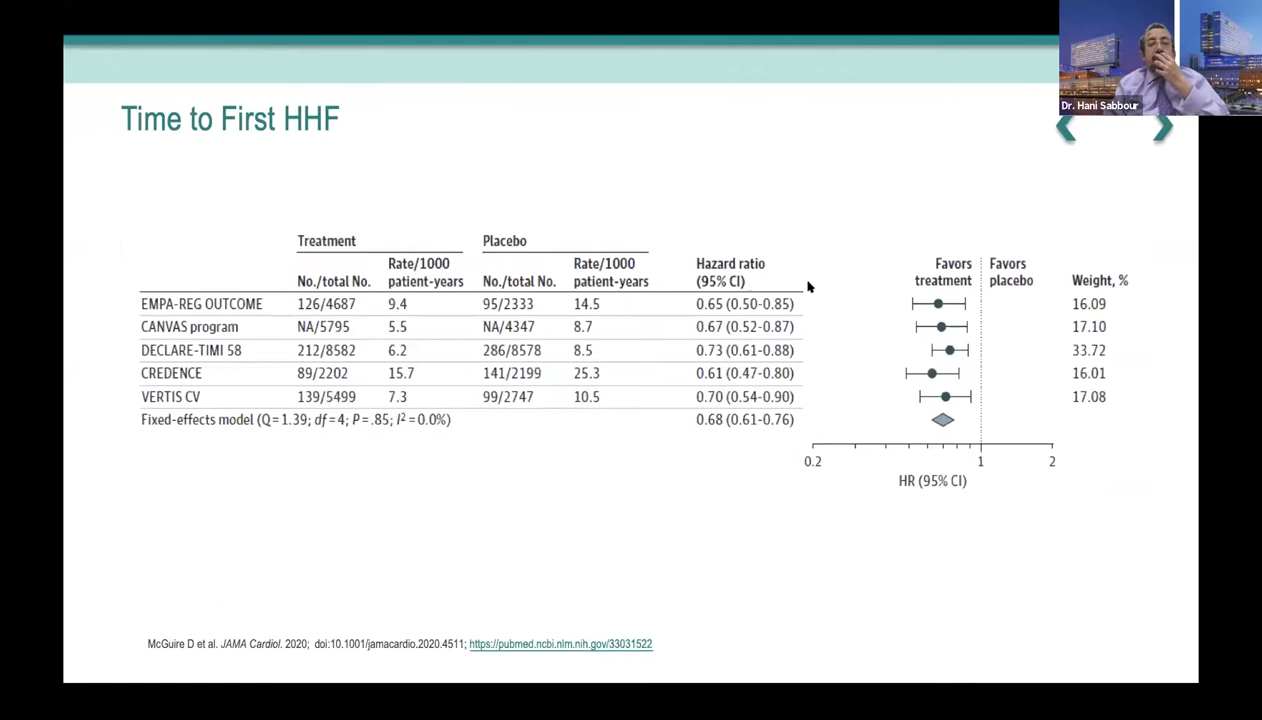 Dr. Hani Sabbour
Time to First HHF
Treatment Placebo
Rate/1000 Rate/1000 Hazard ratio Favors Favors
No./total No. patient-years No./total No. patient-years (95% CI) treatment placebo Weight, %
EMPA-REG OUTCOME 126/4687 9.4 95/2333 14.5 0.65 (0.50-0.85) 16.09
CANVAS program NA/5795 5.5 NA/4347 8.7 0.67 (0.52-0.87) 17.10
DECLARE-TIMI 58 212/8582 6.2 286/8578 8.5 0.73 (0.61-0.88) 33.72
CREDENCE 89/2202 15.7 141/2199 25.3 0.61 (0.47-0.80) 16.01
VERTIS CV 139/5499 7.3 99/2747 10.5 0.70 (0.54-0.90) 17.08
Fixed-effects model (Q = 1.39; df = 4; P = .85; I² = 0.0%) 0.68 (0.61-0.76)
0.2 1 2
HR (95% CI)
McGuire D et al. JAMA Cardiol. 2020; doi:10.1001/jamacardio.2020.4511; https://pubmed.ncbi.nlm.nih.gov/33031522